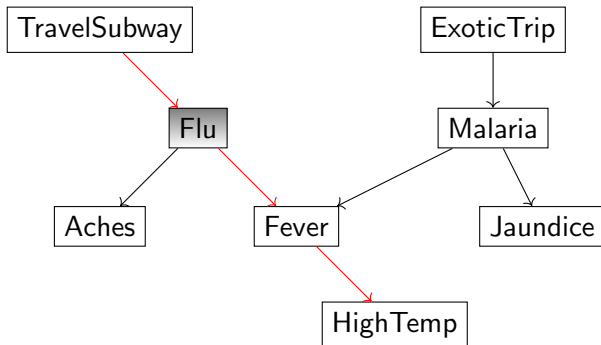 TravelSubway
ExoticTrip
Flu
Malaria
Aches
Fever
Jaundice
HighTemp